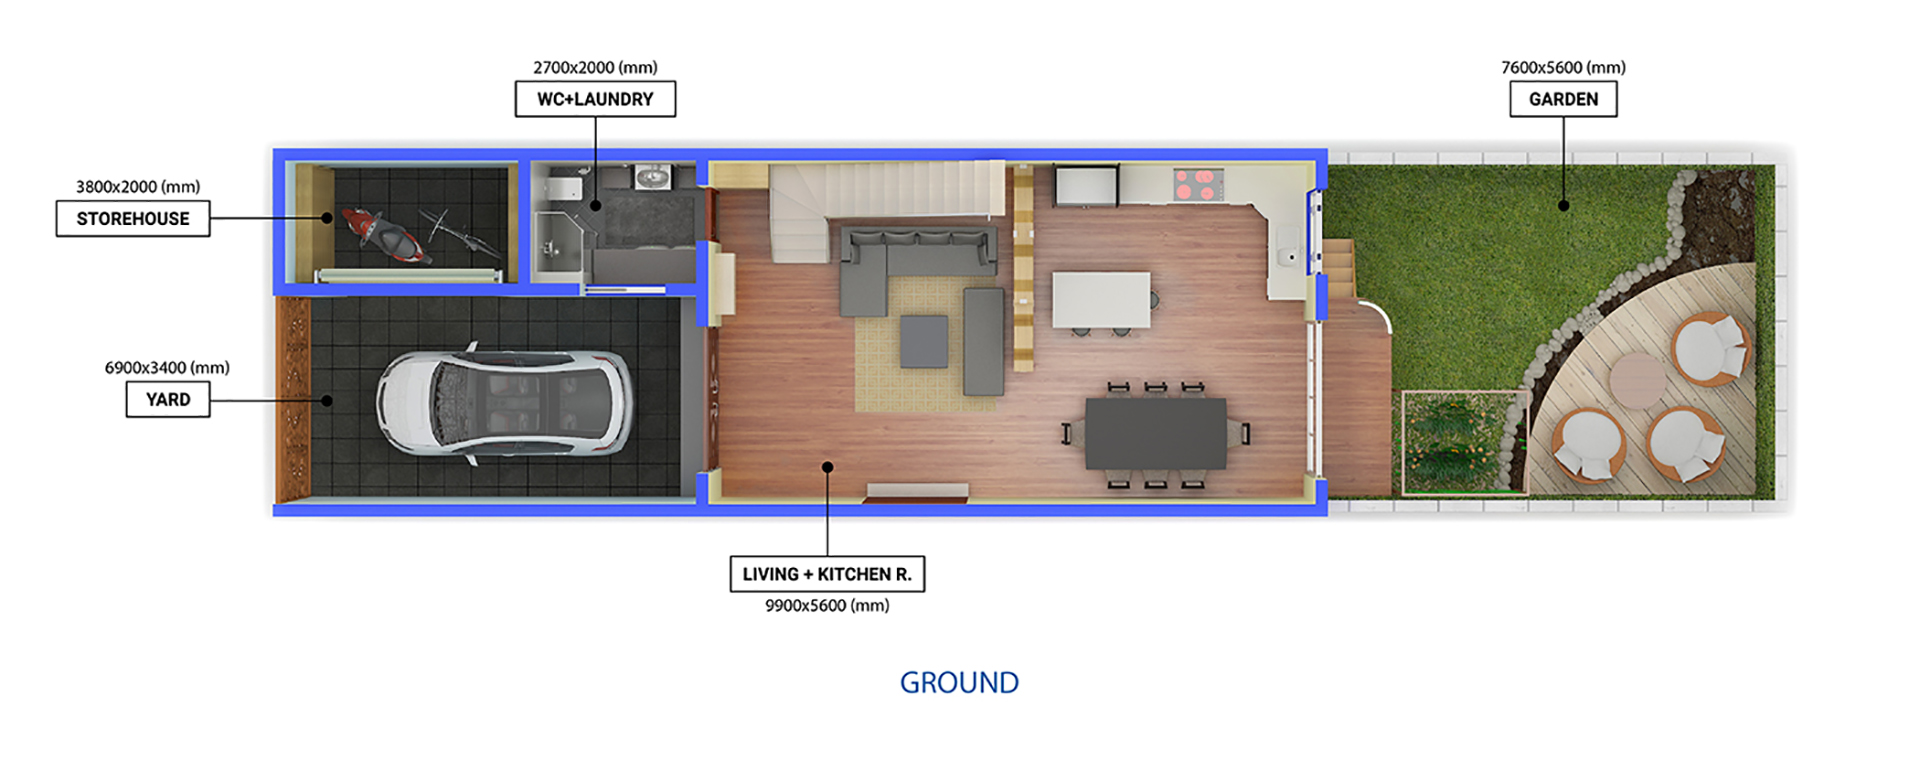 2700x2000 (mm)
WC+LAUNDRY
7600x5600 (mm)
GARDEN
3800x2000 (mm)
STOREHOUSE
6900x3400 (mm)
YARD
LIVING + KITCHEN R.
9900x5600 (mm)
GROUND